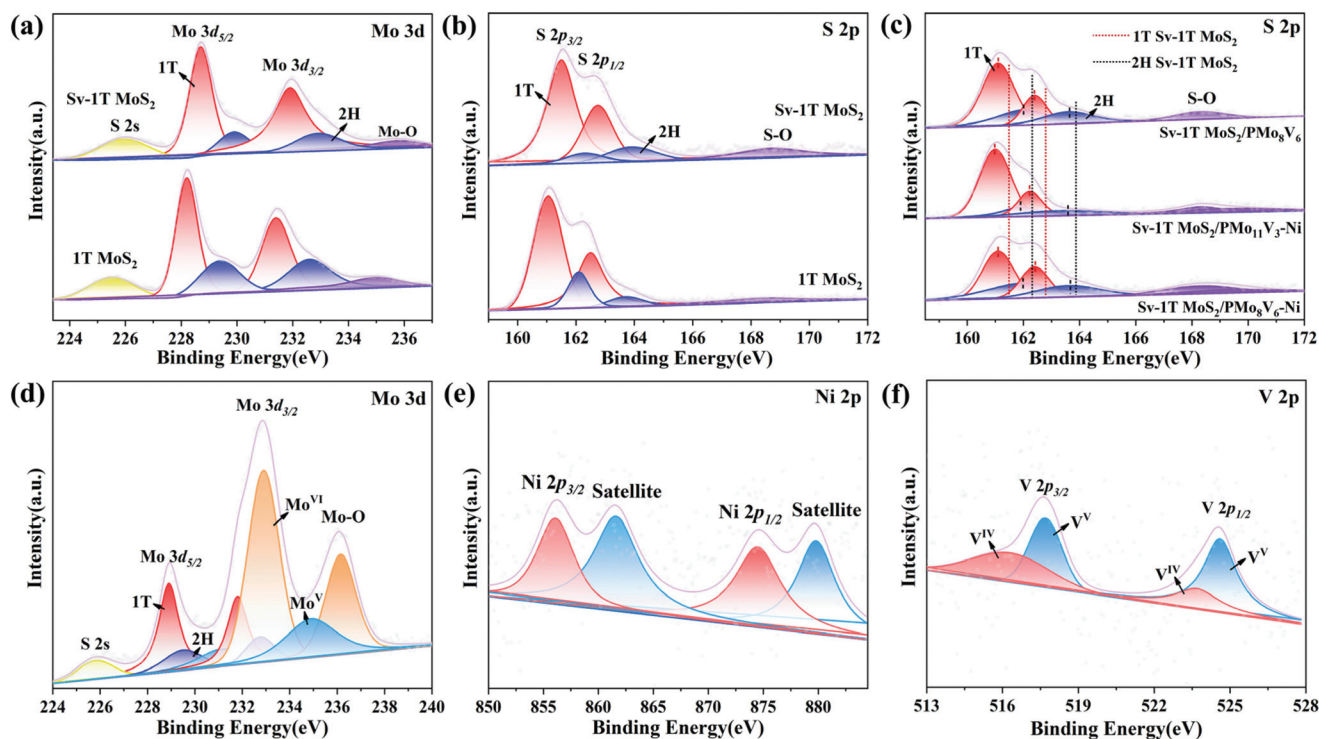 (a)
Mo 3d
Mo 3d5/2
1T
Mo 3d3/2
Sv-1T MoS2
S 2s
2H
Mo-O
1T MoS2
Intensity(a.u.)
224 226 228 230 232 234 236
Binding Energy(eV)
(b)
S 2p
S 2p3/2
S 2p1/2
1T
Sv-1T MoS2
2H
S-O
1T MoS2
Intensity(a.u.)
160 162 164 166 168 170 172
Binding Energy(eV)
(c)
S 2p
1T Sv-1T MoS2
2H Sv-1T MoS2
1T
2H
S-O
Sv-1T MoS2/PMo8V6
Sv-1T MoS2/PMo11V3-Ni
Sv-1T MoS2/PMo8V6-Ni
Intensity(a.u.)
160 162 164 166 168 170 172
Binding Energy(eV)
(d)
Mo 3d
Mo 3d3/2
MoVI
Mo-O
Mo 3d5/2
1T
MoV
S 2s
2H
Intensity(a.u.)
224 226 228 230 232 234 236 238 240
Binding Energy(eV)
(e)
Ni 2p
Ni 2p3/2
Satellite
Ni 2p1/2
Satellite
Intensity(a.u.)
850 855 860 865 870 875 880
Binding Energy(eV)
(f)
V 2p
V 2p3/2
VIV
VV
V 2p1/2
VIV
VV
Intensity(a.u.)
513 516 519 522 525 528
Binding Energy(eV)